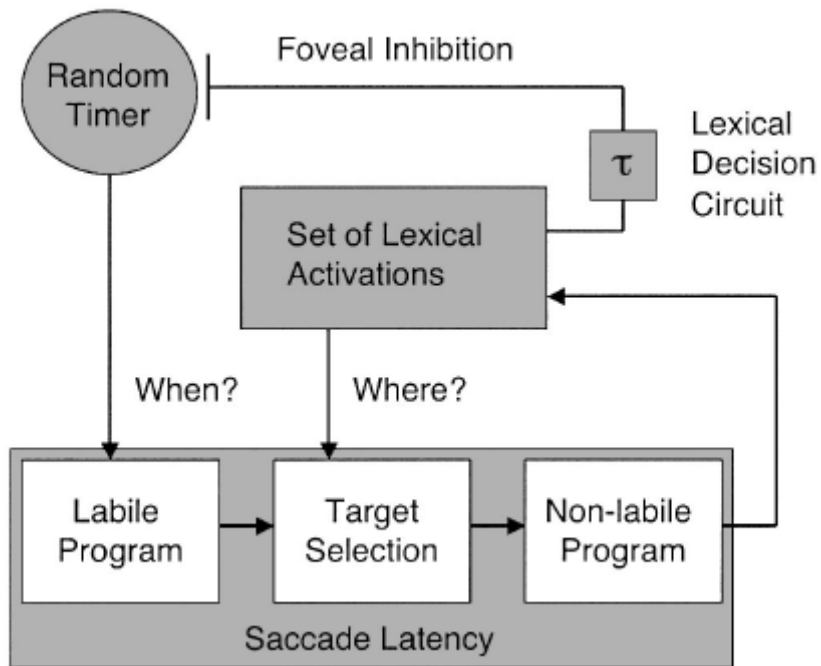 Foveal Inhibition
Random
Timer
τ
Lexical
Decision
Circuit
Set of Lexical
Activations
When?
Where?
Labile
Program
Target
Selection
Non-labile
Program
Saccade Latency